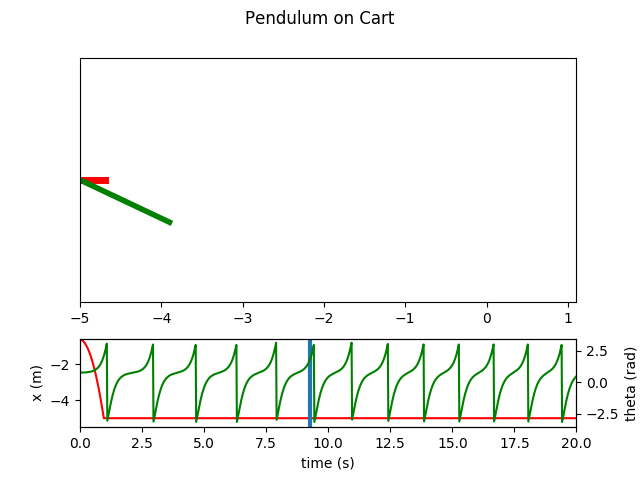 Pendulum on Cart
−5 −4 −3 −2 −1 0 1
−2
−4
x (m)
2.5
0.0
−2.5
theta (rad)
0.0 2.5 5.0 7.5 10.0 12.5 15.0 17.5 20.0
time (s)